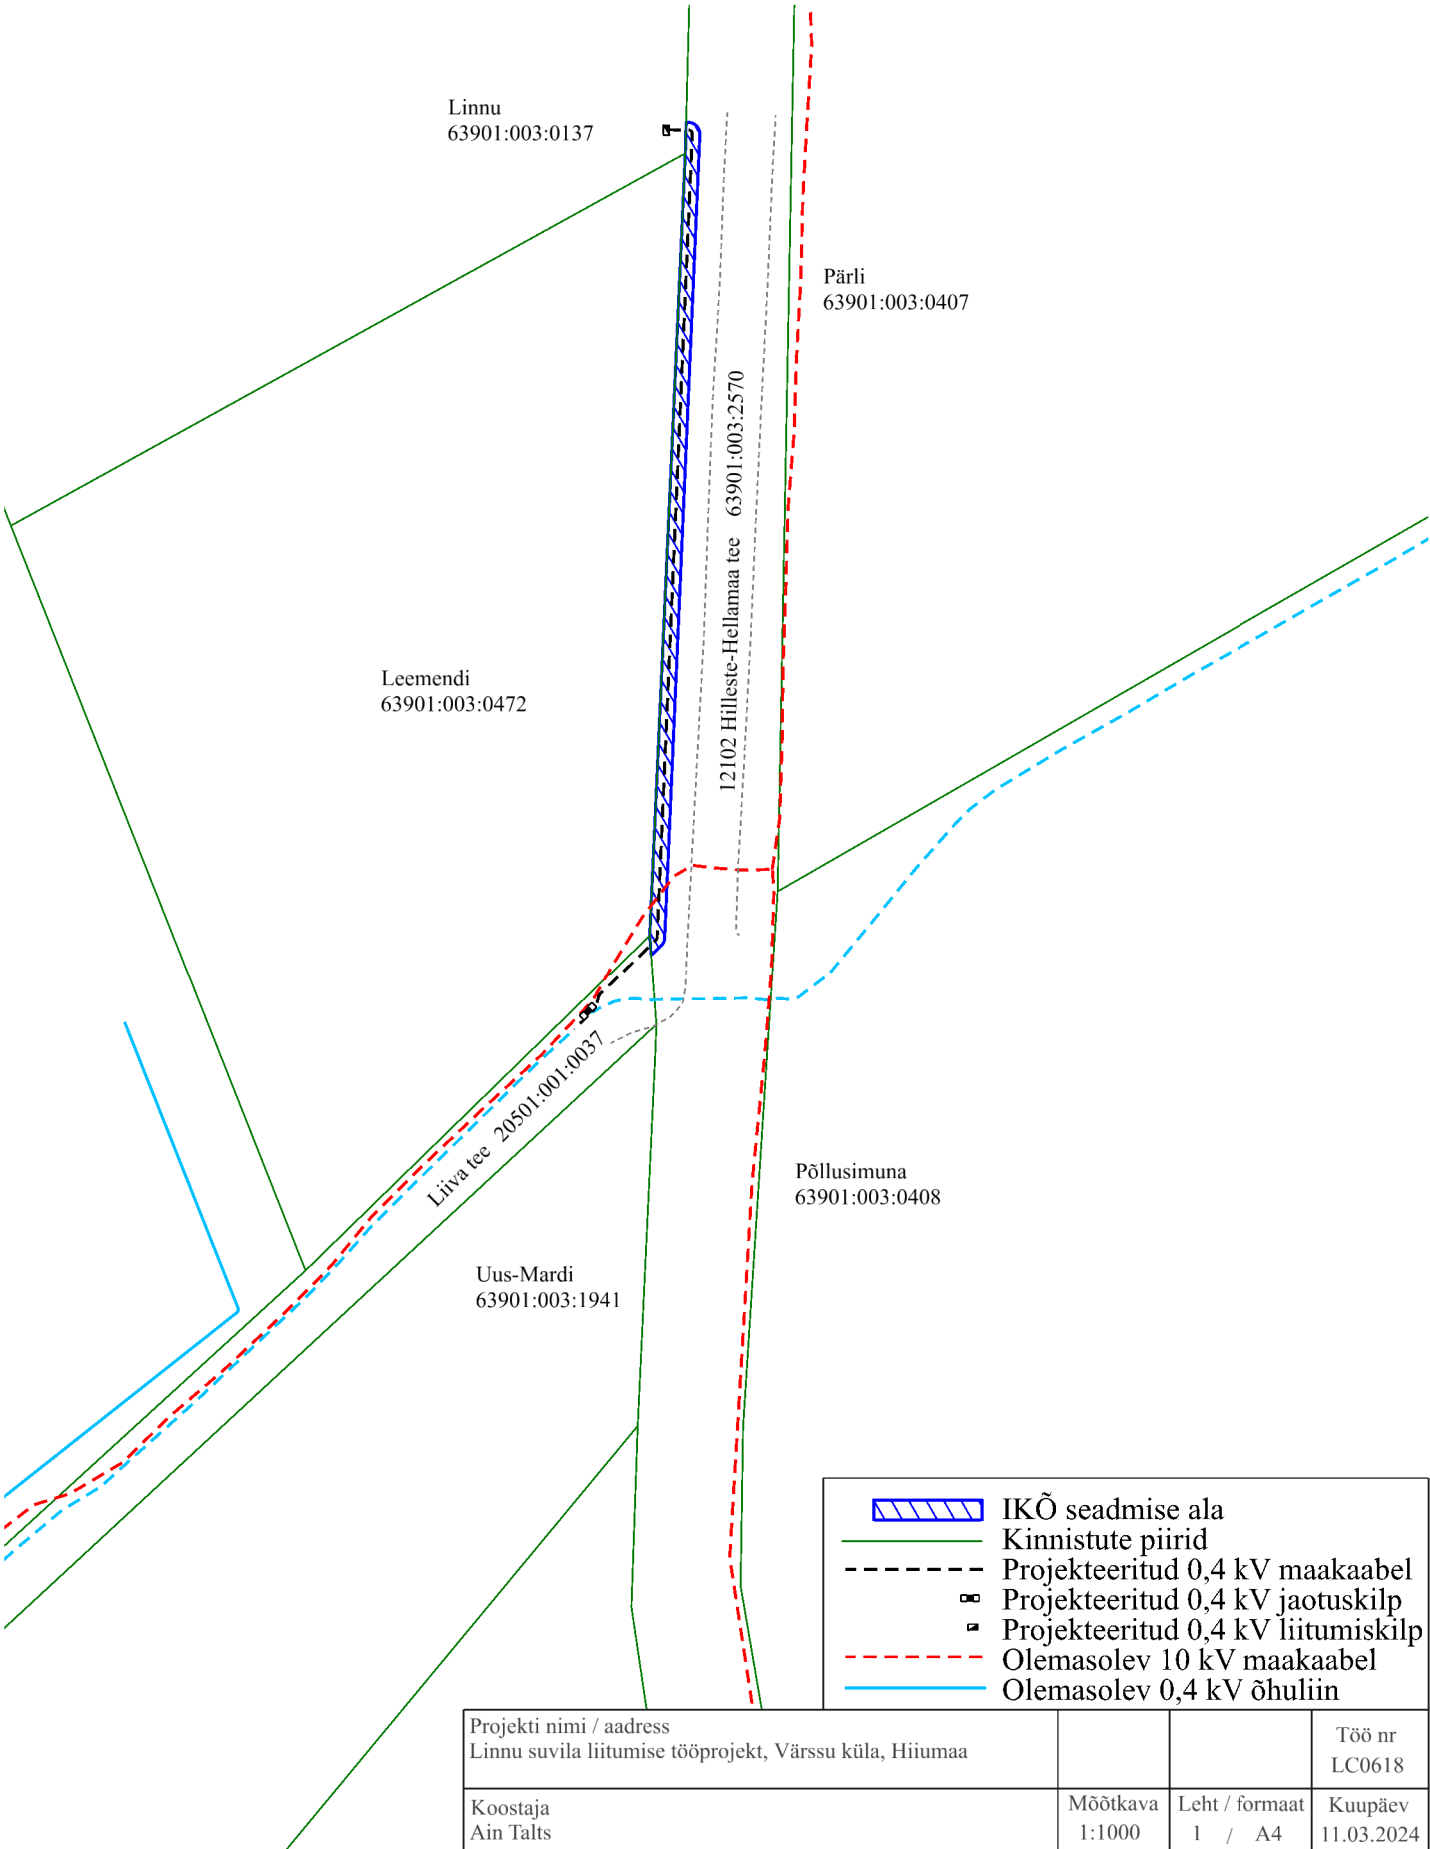 Linnu
63901:003:0137
Pärli
63901:003:0407
12102 Hilleste-Hellamaa tee 63901:003:2570
Leemendi
63901:003:0472
Liiva tee 20501:001:0037
Põllusimuna
63901:003:0408
Uus-Mardi
63901:003:1941
IKÕ seadmise ala
Kinnistute piirid
Projekteeritud 0,4 kV maakaabel
Projekteeritud 0,4 kV jaotuskilp
Projekteeritud 0,4 kV liitumiskilp
Olemasolev 10 kV maakaabel
Olemasolev 0,4 kV õhuliin
Projekti nimi / aadress
Linnu suvila liitumise tööprojekt, Värssu küla, Hiiumaa
Töö nr
LC0618
Koostaja
Ain Talts
Mõõtkava
1:1000
Leht / formaat
1 / A4
Kuupäev
11.03.2024